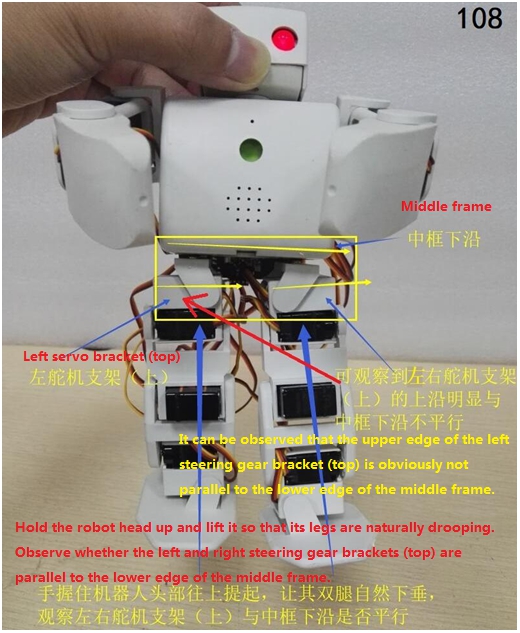 108
Middle frame
中框下沿
Left servo bracket (top)
左舵机支架（上）
可观察到左右舵机支架
（上）的上沿明显与
中框下沿不平行
It can be observed that the upper edge of the left
steering gear bracket (top) is obviously not
parallel to the lower edge of the middle frame.
Hold the robot head up and lift it so that its legs are naturally drooping.
Observe whether the left and right steering gear brackets (top) are
parallel to the lower edge of the middle frame.
手握住机器人头部往上提起，让其双腿自然下垂，
观察左右舵机支架（上）与中框下沿是否平行